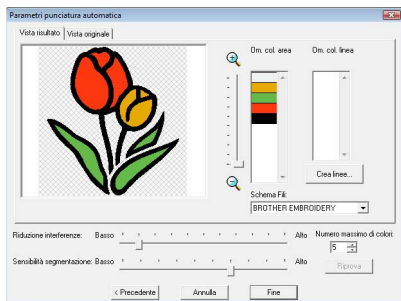 Parametri punciatura automatica
Vista risultato
Vista originale
Om. col. area
Om. col. linea
Crea linee...
Schema Fili:
BROTHER EMBROIDERY
Riduzione interferenze: Basso Alto
Numero massimo di colori:
5
Sensibilità segmentazione: Basso Alto
Riprova
< Precedente
Annulla
Fine